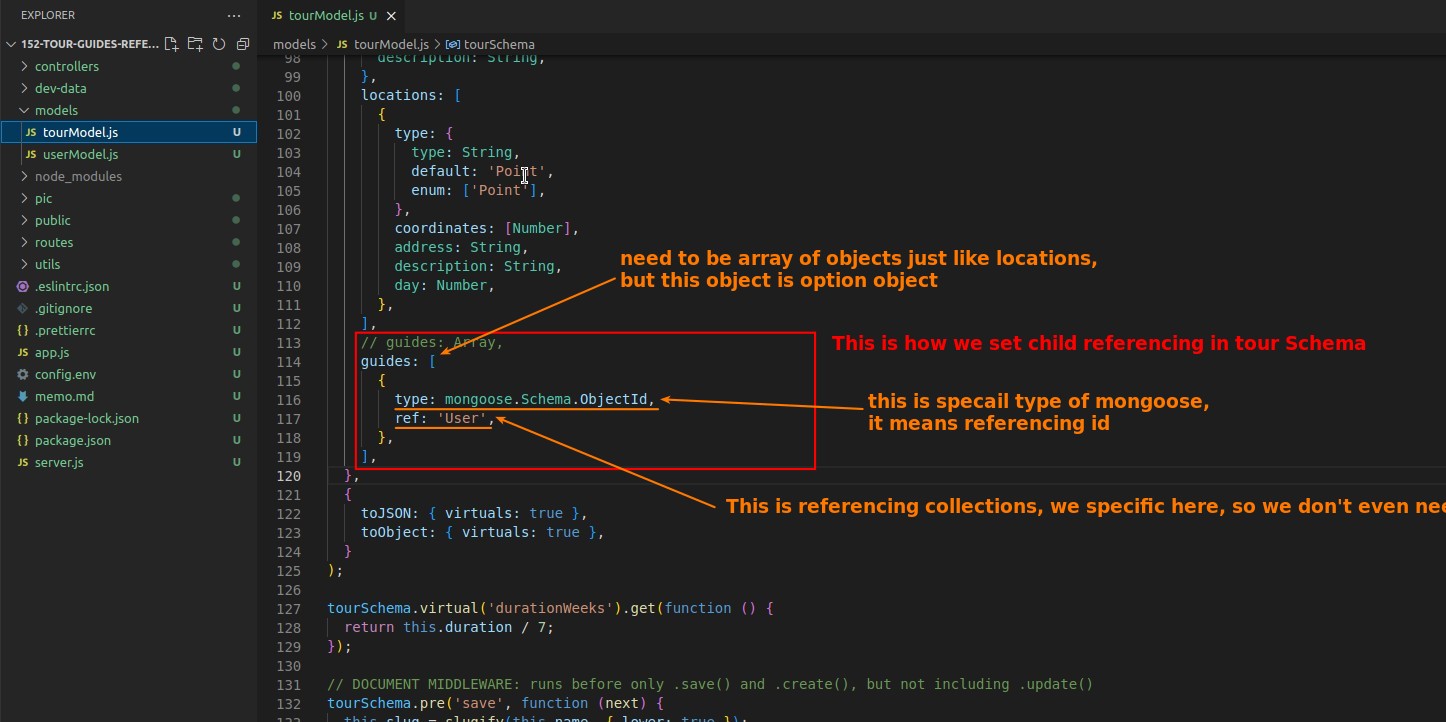 EXPLORER
···
JS tourModel.js U ×
152-TOUR-GUIDES-REFE...
models > JS tourModel.js > tourSchema
controllers
dev-data
models
JS tourModel.js U
JS userModel.js U
node_modules
pic
public
routes
utils
.eslintrc.json U
.gitignore U
{} .prettierrc U
JS app.js U
config.env U
memo.md U
{} package-lock.json U
{} package.json U
JS server.js U
98 description: String,
99 },
100 locations: [
101 {
102 type: {
103 type: String,
104 default: 'Point',
105 enum: ['Point'],
106 },
107 coordinates: [Number],
108 address: String,
109 description: String,
110 day: Number,
111 },
112 ],
113 // guides: Array,
114 guides: [
115 {
116 type: mongoose.Schema.ObjectId,
117 ref: 'User',
118 },
119 ],
120 },
121 {
122 toJSON: { virtuals: true },
123 toObject: { virtuals: true },
124 }
125 );
126
127 tourSchema.virtual('durationWeeks').get(function () {
128 return this.duration / 7;
129 });
130
131 // DOCUMENT MIDDLEWARE: runs before only .save() and .create(), but not including .update()
132 tourSchema.pre('save', function (next) {
133 this.slug = slugify(this.name, { lower: true });
need to be array of objects just like locations,
but this object is option object
This is how we set child referencing in tour Schema
this is specail type of mongoose,
it means referencing id
This is referencing collections, we specific here, so we don't even